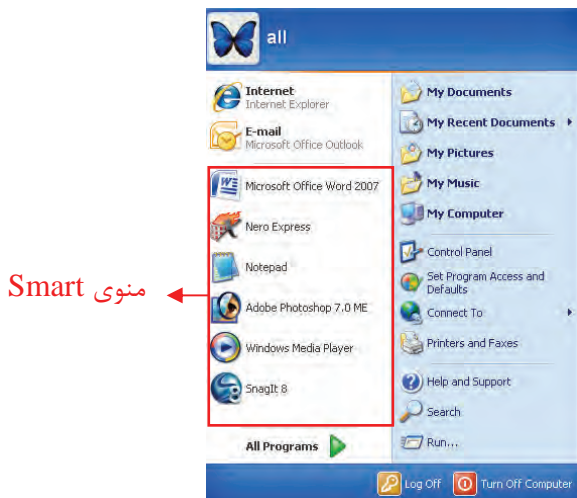 all
Internet
Internet Explorer
E-mail
Microsoft Office Outlook
Microsoft Office Word 2007
Nero Express
Notepad
Adobe Photoshop 7.0 ME
Windows Media Player
SnagIt 8
All Programs
My Documents
My Recent Documents
My Pictures
My Music
My Computer
Control Panel
Set Program Access and
Defaults
Connect To
Printers and Faxes
Help and Support
Search
Run...
Log Off
Turn Off Computer
منوی Smart